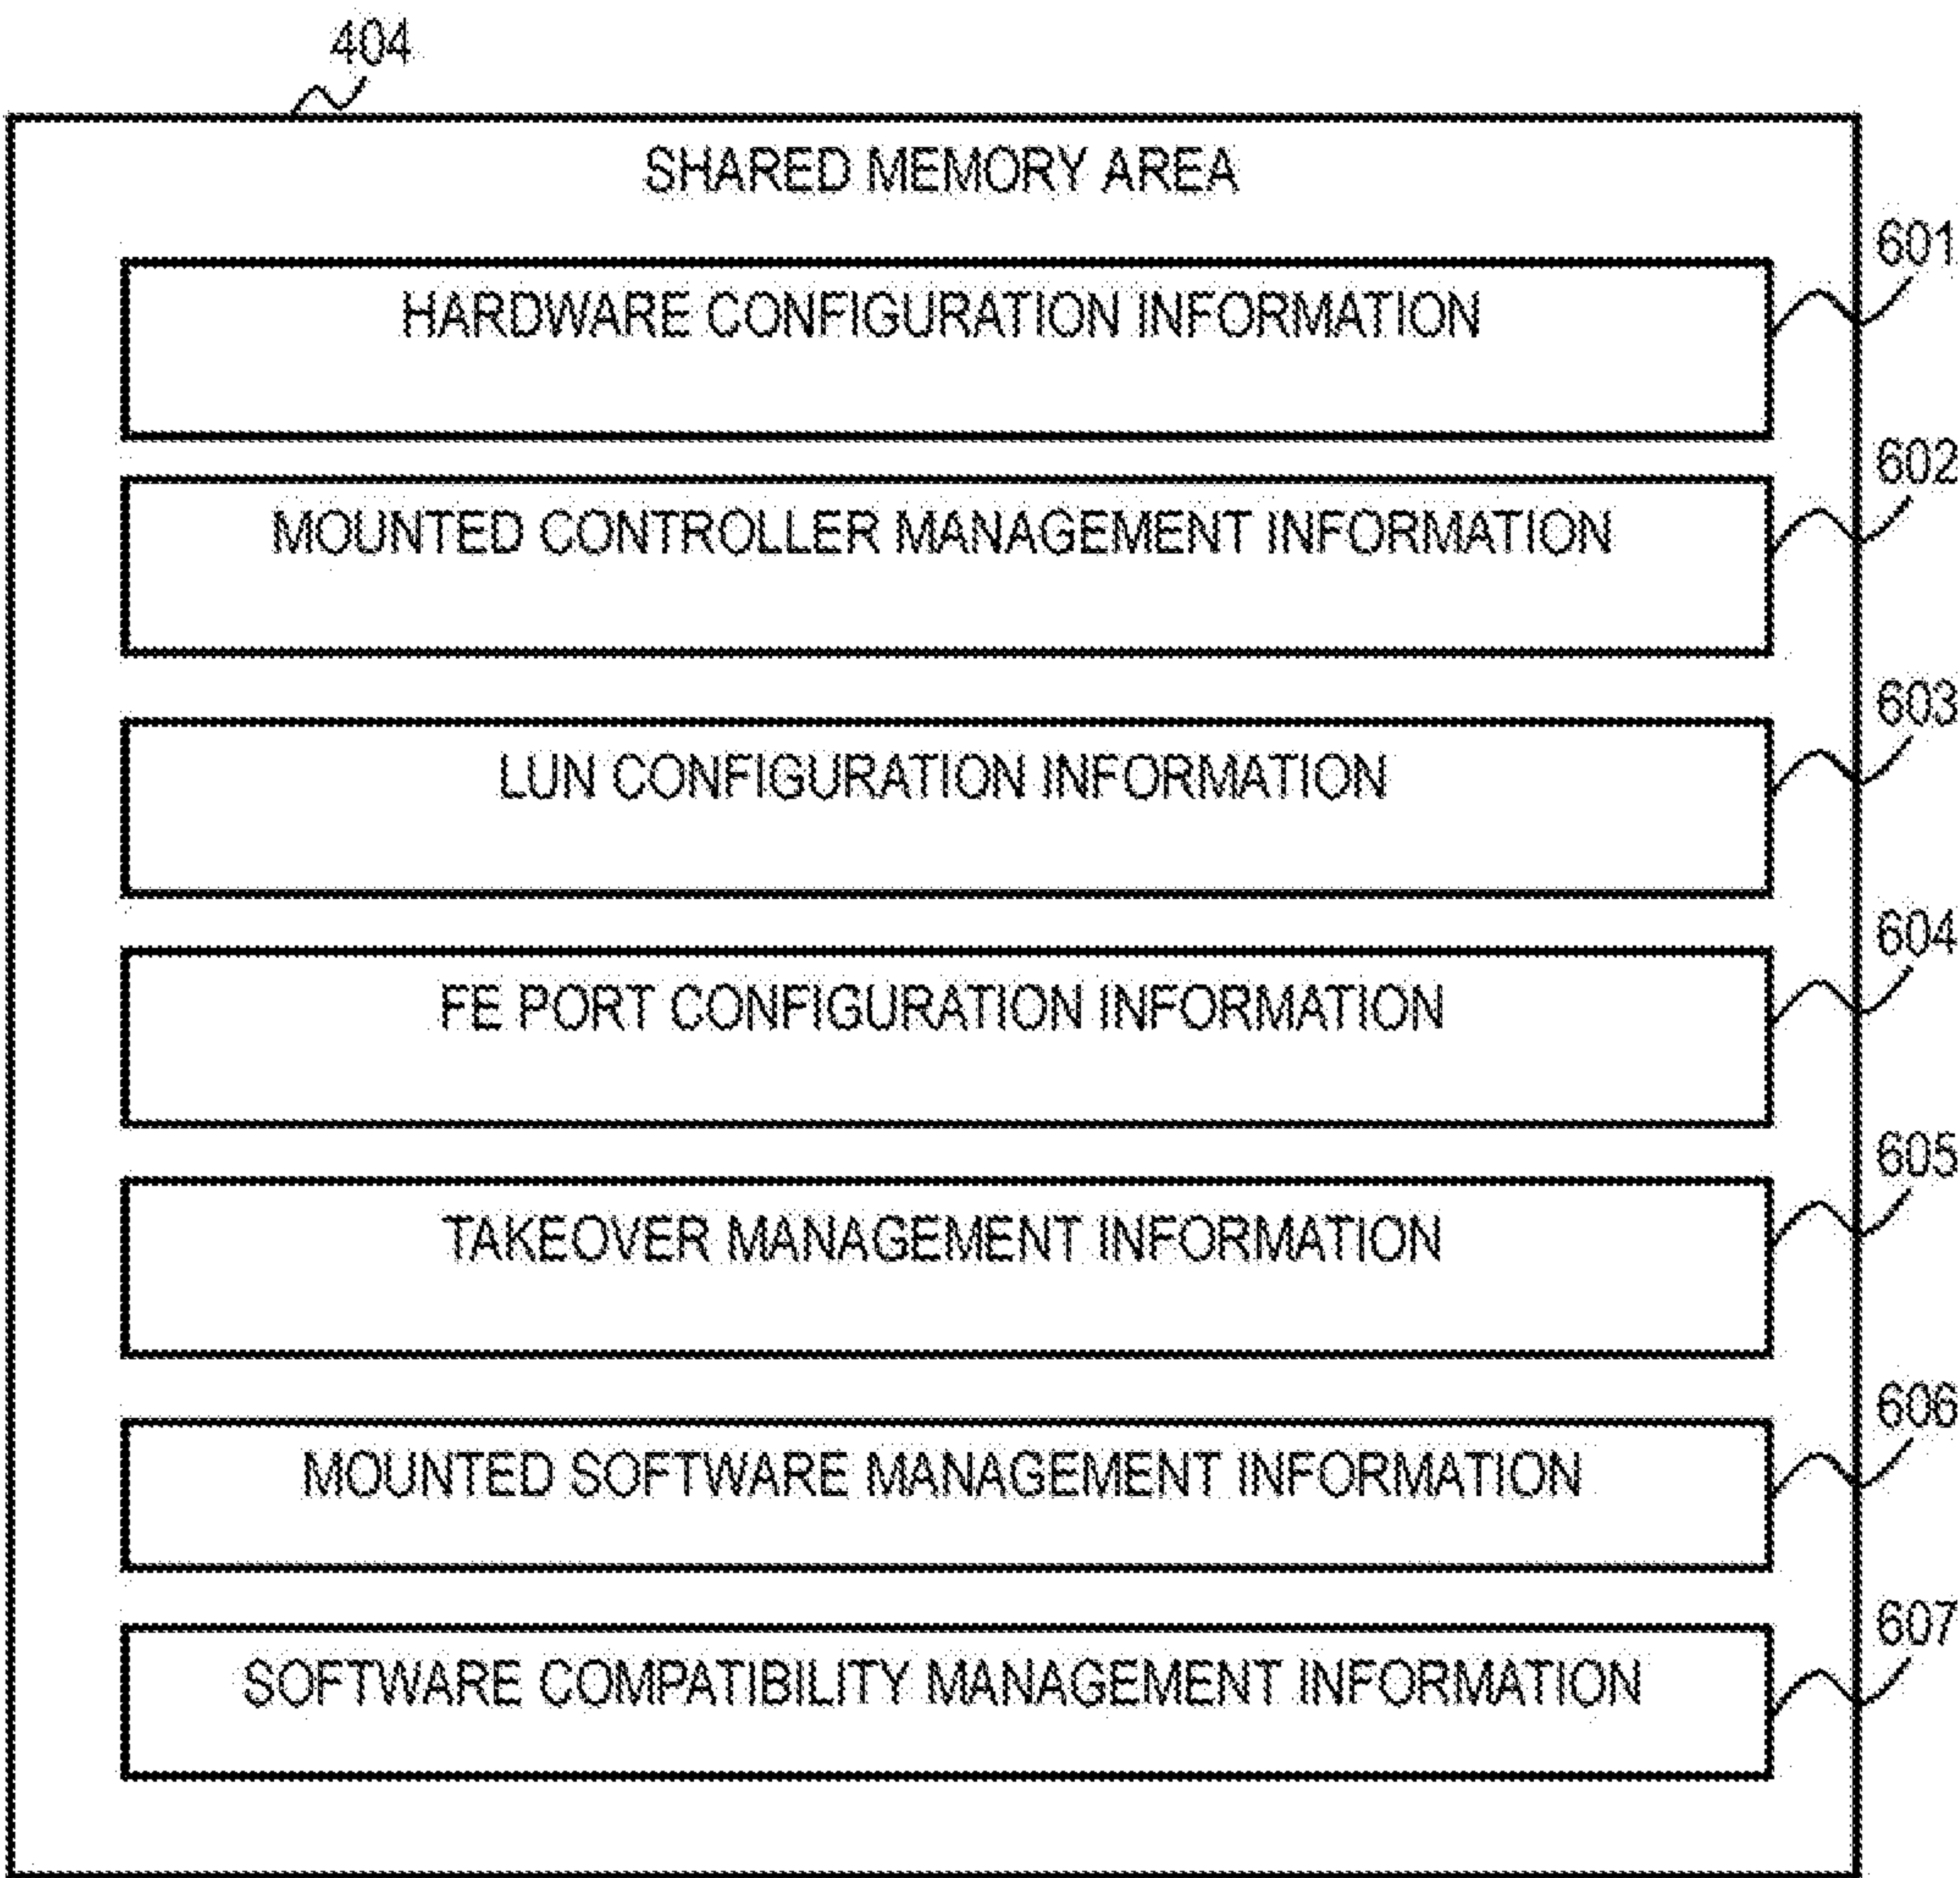 404
SHARED MEMORY AREA
601
HARDWARE CONFIGURATION INFORMATION
602
MOUNTED CONTROLLER MANAGEMENT INFORMATION
603
LUN CONFIGURATION INFORMATION
604
FE PORT CONFIGURATION INFORMATION
605
TAKEOVER MANAGEMENT INFORMATION
606
MOUNTED SOFTWARE MANAGEMENT INFORMATION
607
SOFTWARE COMPATIBILITY MANAGEMENT INFORMATION